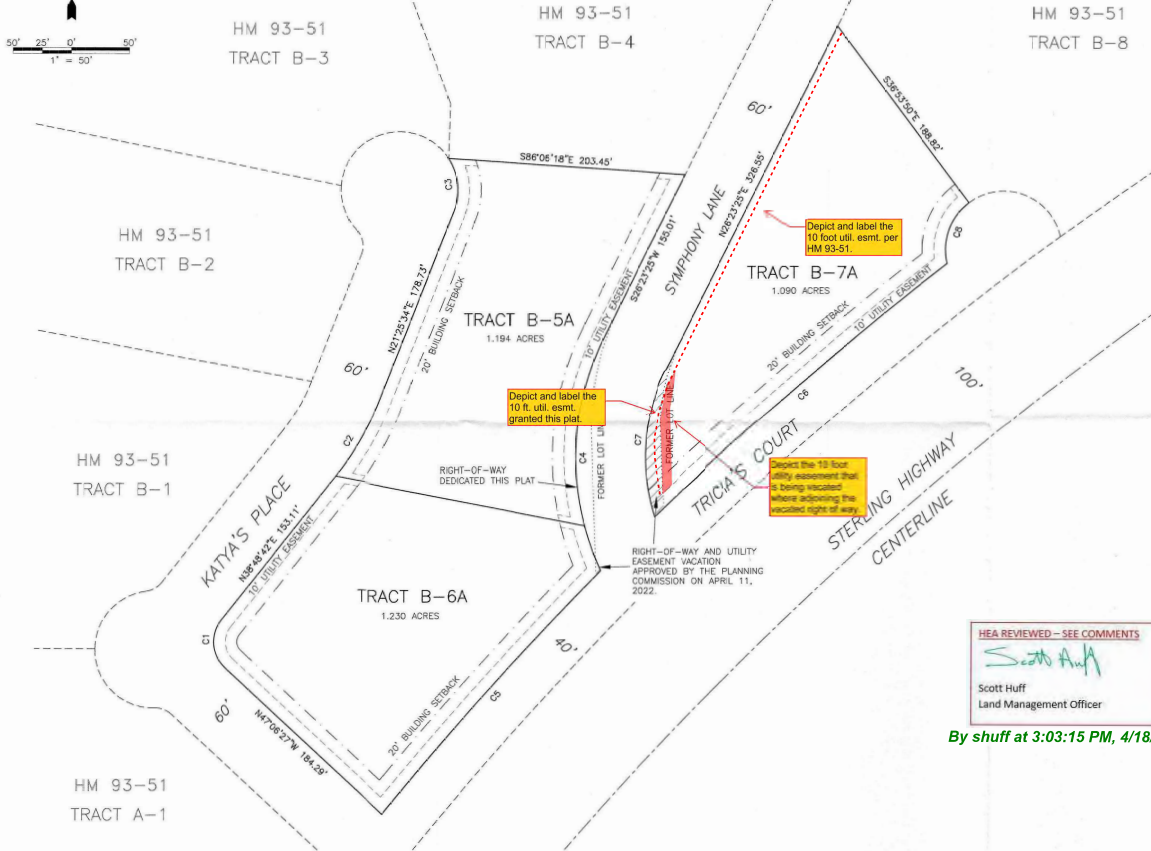 HM 93-51
TRACT B-3
HM 93-51
TRACT B-4
HM 93-51
TRACT B-8
50' 25' 0' 50'
1" = 50'
60'
S36°53'50"E 188.82'
S86°05'18"E 203.45'
C3
SYMPHONY LANE
N26°23'25"E 326.55'
Depict and label the
10 foot util. esmt. per
HM 93-51.
C8
HM 93-51
TRACT B-2
N21°25'34"E 178.73'
20' BUILDING SETBACK
S26°23'25"W 155.01'
10' UTILITY EASEMENT
TRACT B-7A
1.090 ACRES
20' BUILDING SETBACK
10' UTILITY EASEMENT
TRACT B-5A
1.194 ACRES
60'
100'
Depict and label the
10 ft. util. esmt.
granted this plat.
C6
C2
C4
FORMER LOT LIN
C7
FORMER LOT LINE
HM 93-51
TRACT B-1
RIGHT-OF-WAY
DEDICATED THIS PLAT
TRICIA'S COURT
Depict the 10 foot
utility easement that
is being vacated
where adjoining the
vacated right of way.
STERLING HIGHWAY
CENTERLINE
KATYA'S PLACE
N38°48'42"E 153.11'
10' UTILITY EASEMENT
RIGHT-OF-WAY AND UTILITY
EASEMENT VACATION
APPROVED BY THE PLANNING
COMMISSION ON APRIL 11,
2022.
TRACT B-6A
1.230 ACRES
C1
40'
60'
N47°06'27"W 184.29'
20' BUILDING SETBACK
C5
HM 93-51
TRACT A-1
HEA REVIEWED – SEE COMMENTS
Scott Huff
Scott Huff
Land Management Officer
By shuff at 3:03:15 PM, 4/18/